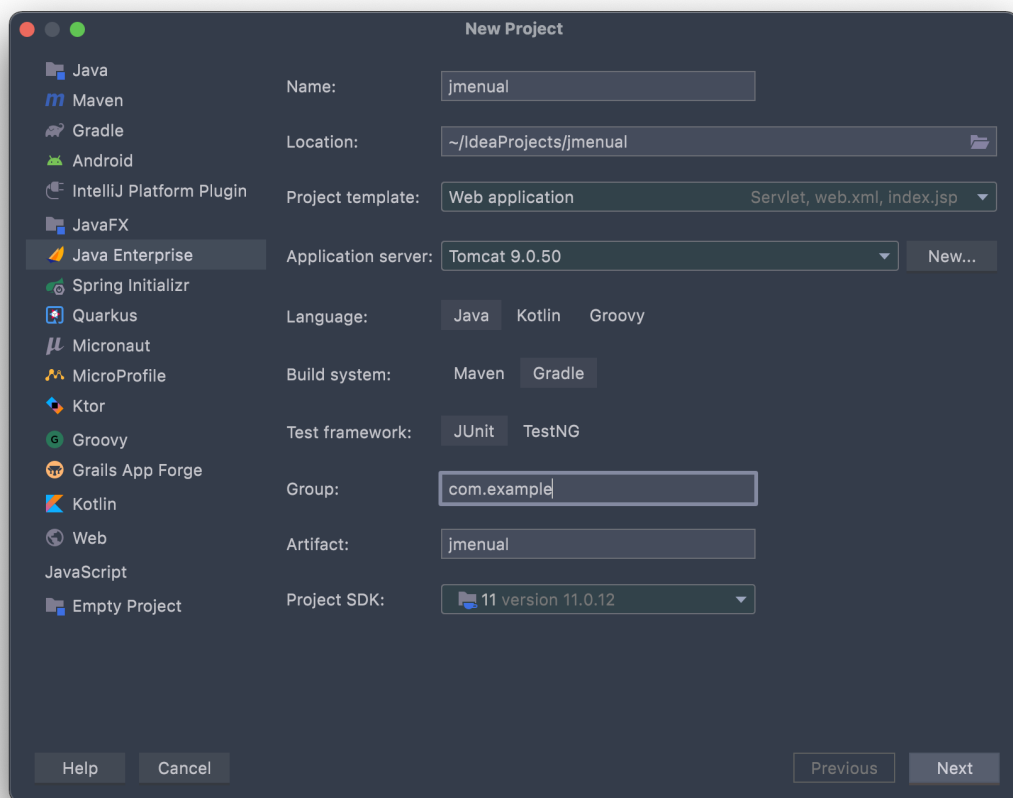 New Project
Java
Maven
Gradle
Android
IntelliJ Platform Plugin
JavaFX
Java Enterprise
Spring Initializr
Quarkus
Micronaut
MicroProfile
Ktor
Groovy
Grails App Forge
Kotlin
Web
JavaScript
Empty Project
Name: jmenual
Location: ~/IdeaProjects/jmenual
Project template: Web application Servlet, web.xml, index.jsp
Application server: Tomcat 9.0.50 New...
Language: Java Kotlin Groovy
Build system: Maven Gradle
Test framework: JUnit TestNG
Group: com.example
Artifact: jmenual
Project SDK: 11 version 11.0.12
Help Cancel Previous Next